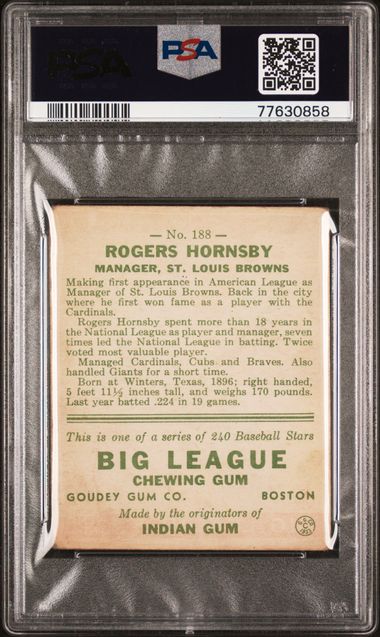 PSA
PSA
77630858
— No. 188 —
ROGERS HORNSBY
MANAGER, ST. LOUIS BROWNS
Making first appearance in American League as
Manager of St. Louis Browns. Back in the city
where he first won fame as a player with the
Cardinals.
Rogers Hornsby spent more than 18 years in
the National League as player and manager, seven
times led the National League in batting. Twice
voted most valuable player.
Managed Cardinals, Cubs and Braves. Also
handled Giants for a short time.
Born at Winters, Texas, 1896; right handed,
5 feet 11½ inches tall, and weighs 170 pounds.
Last year batted .224 in 19 games.
This is one of a series of 240 Baseball Stars
BIG LEAGUE
CHEWING GUM
GOUDEY GUM CO. BOSTON
Made by the originators of
INDIAN GUM